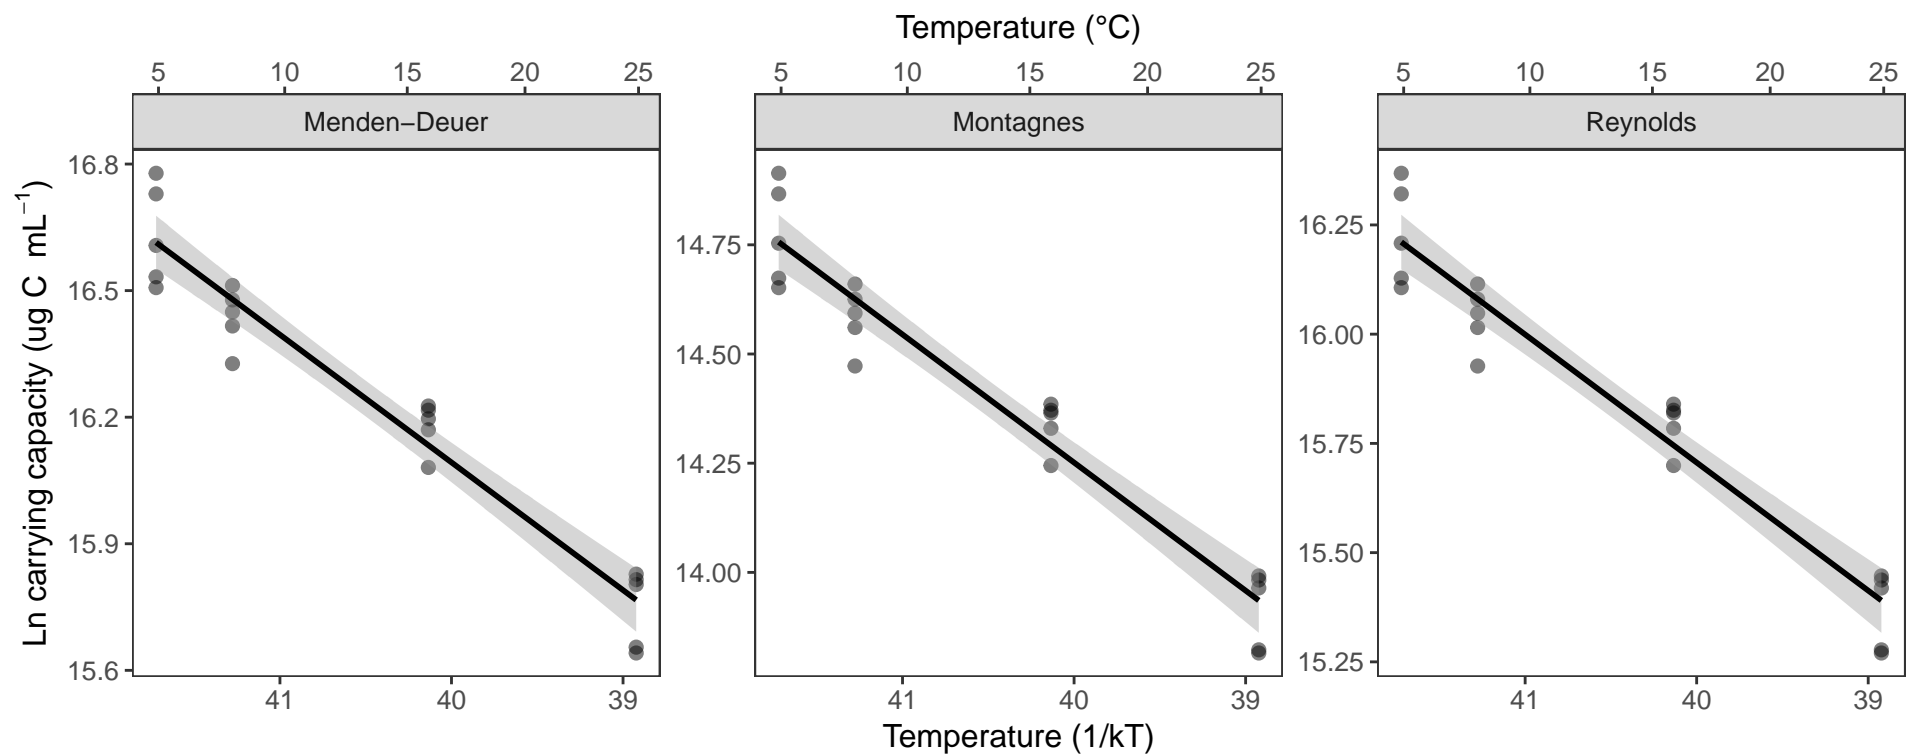 Temperature (°C)
5 10 15 20 25 5 10 15 20 25 5 10 15 20 25
Menden−Deuer Montagnes Reynolds
Ln carrying capacity (ug C mL⁻¹)
16.8
16.5
16.2
15.9
15.6
14.75
14.50
14.25
14.00
16.25
16.00
15.75
15.50
15.25
41 40 39 41 40 39 41 40 39
Temperature (1/kT)